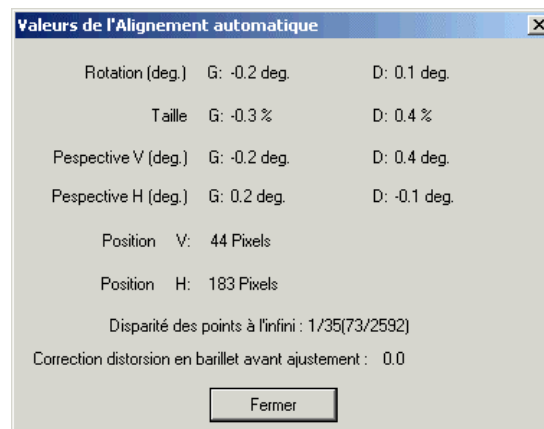 Valeurs de l'Alignement automatique
Rotation (deg.) G: -0.2 deg. D: 0.1 deg.
Taille G: -0.3 % D: 0.4 %
Pespective V (deg.) G: -0.2 deg. D: 0.4 deg.
Pespective H (deg.) G: 0.2 deg. D: -0.1 deg.
Position V: 44 Pixels
Position H: 183 Pixels
Disparité des points à l'infini : 1/35(73/2592)
Correction distorsion en barillet avant ajustement : 0.0
Fermer